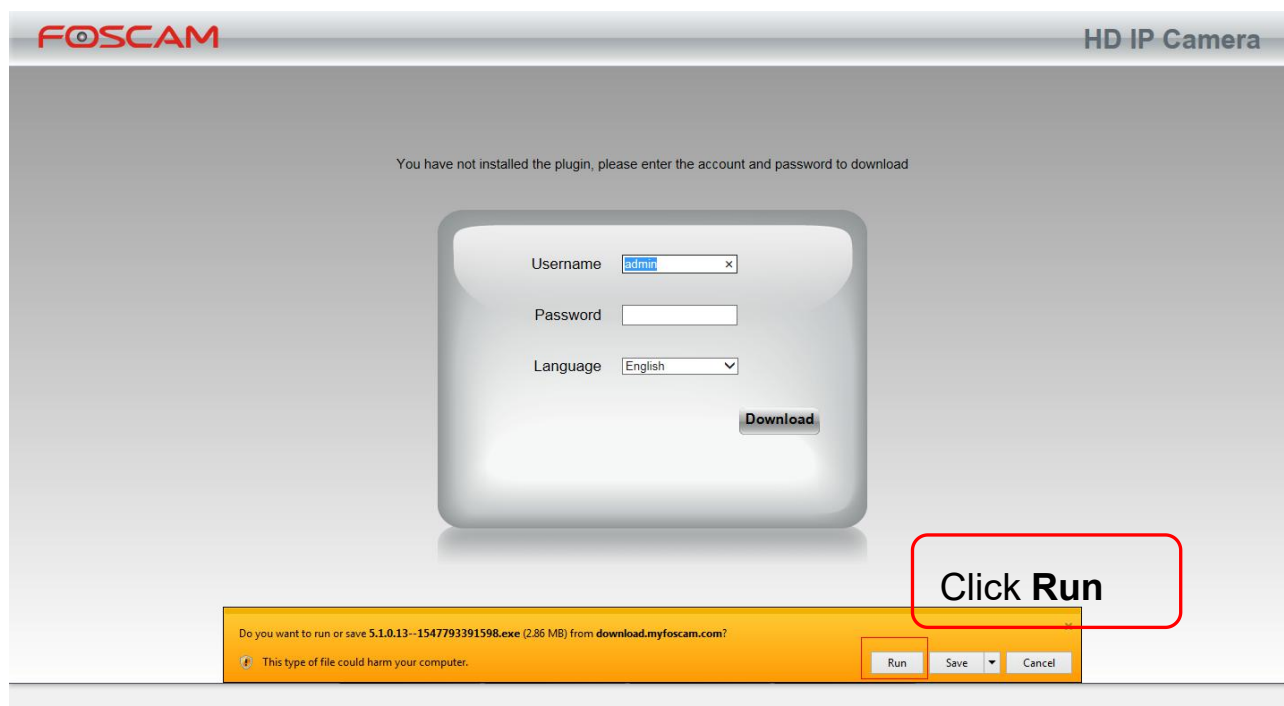 FOSCAM
HD IP Camera
You have not installed the plugin, please enter the account and password to download
Username admin ×
Password
Language English
Download
Click Run
Do you want to run or save 5.1.0.13--1547793391598.exe (2.86 MB) from download.myfoscam.com? ×
This type of file could harm your computer.
Run Save Cancel